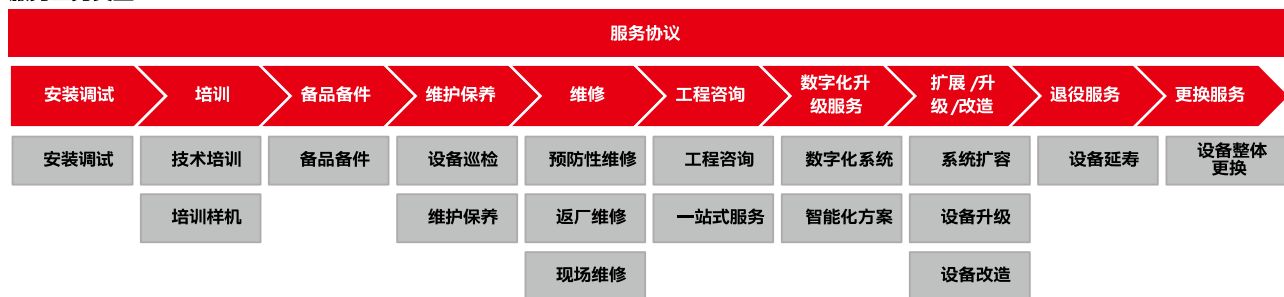 服务协议
安装调试
培训
备品备件
维护保养
维修
工程咨询
数字化升
级服务
扩展 /升
级 /改造
退役服务
更换服务
安装调试
技术培训
备品备件
设备巡检
预防性维修
工程咨询
数字化系统
系统扩容
设备延寿
设备整体
更换
培训样机
维护保养
返厂维修
一站式服务
智能化方案
设备升级
现场维修
设备改造